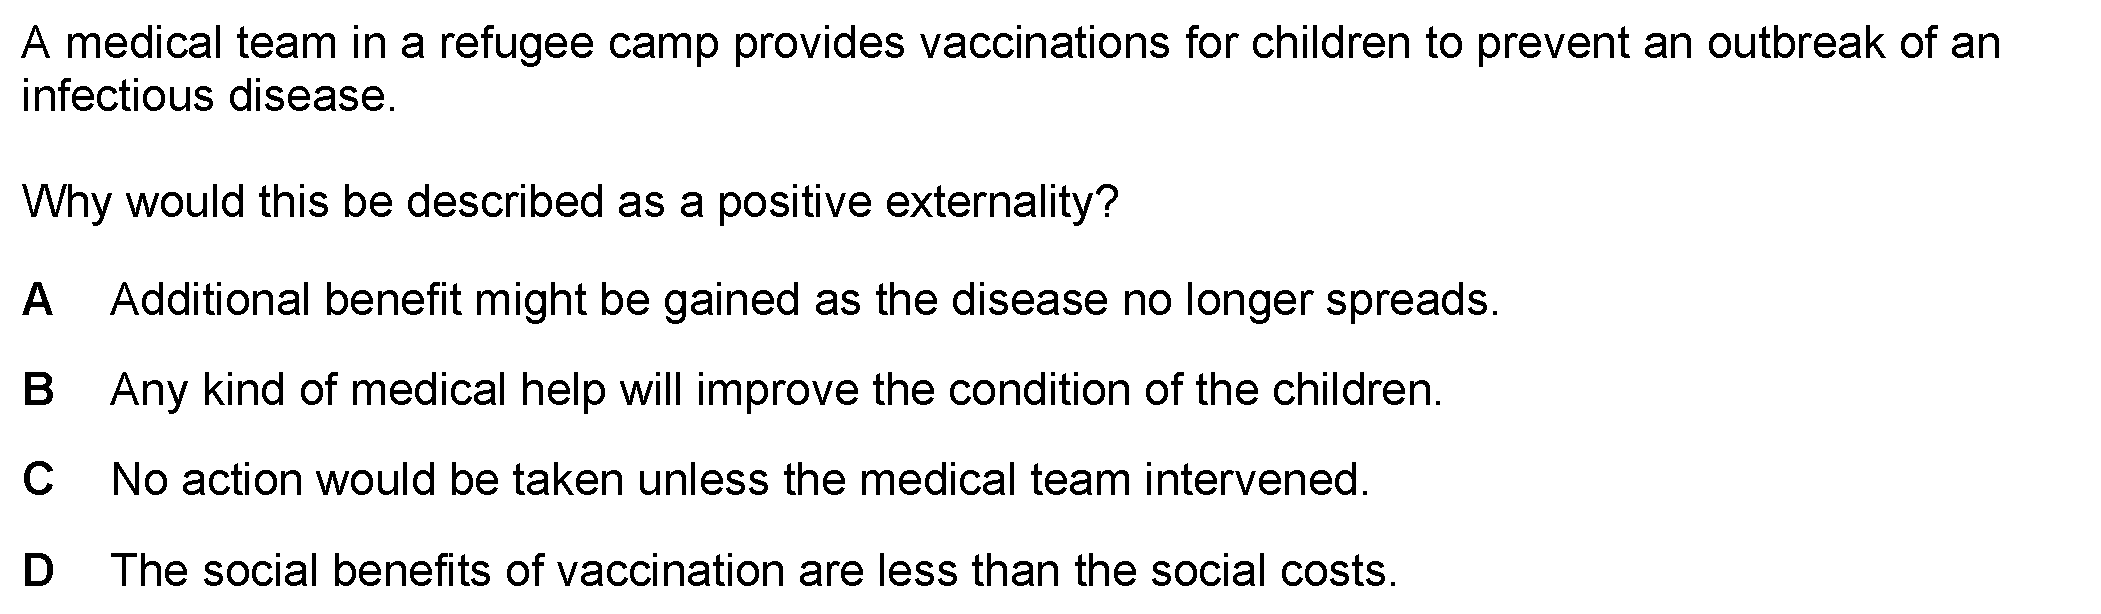 A medical team in a refugee camp provides vaccinations for children to prevent an outbreak of an
infectious disease.
Why would this be described as a positive externality?
A Additional benefit might be gained as the disease no longer spreads.
B Any kind of medical help will improve the condition of the children.
C No action would be taken unless the medical team intervened.
D The social benefits of vaccination are less than the social costs.